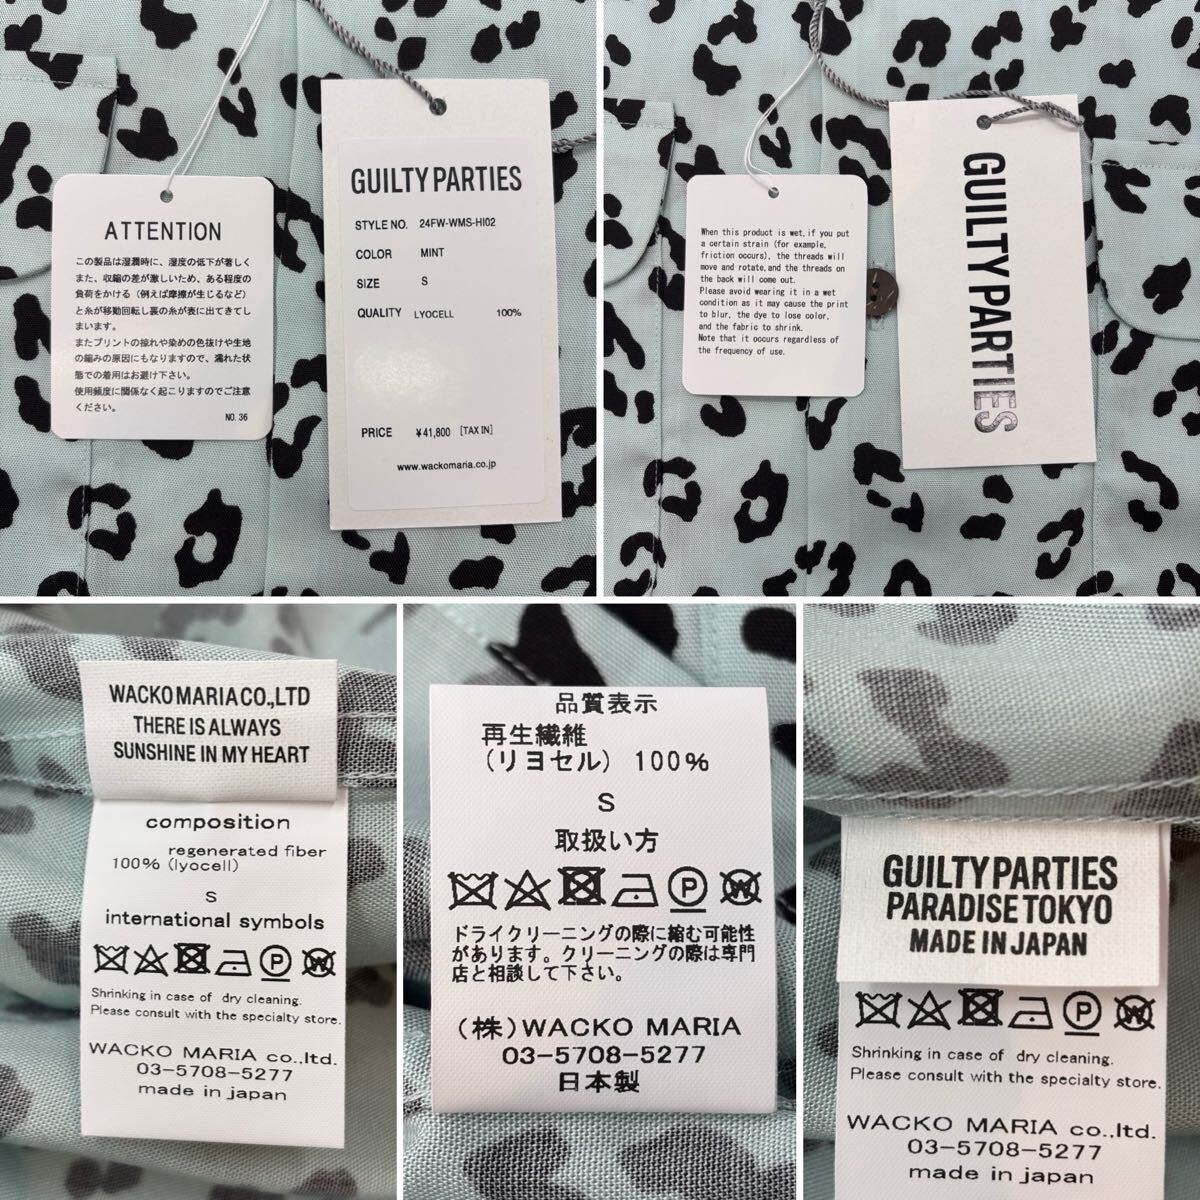 ATTENTION
この製品は湿潤時に、湿度の低下が著しく
また、収縮の差が激しいため、ある程度の
負荷をかける（例えば摩擦が生じるなど）
と糸が移動回転し裏の糸が表に出てきてし
まいます。
またプリントの掠れや染めの色抜けや生地
の縮みの原因にもなりますので、濡れた状
態での着用はお避け下さい。
使用頻度に関係なく起こりますのでご注意
ください。
NO. 36
GUILTY PARTIES
STYLE NO. 24FW-WMS-HI02
COLOR MINT
SIZE S
QUALITY LYOCELL 100%
PRICE ¥41,800 [TAX IN]
www.wackomaria.co.jp
When this product is wet, if you put
a certain strain (for example,
friction occurs), the threads will
move and rotate, and the threads on
the back will come out.
Please avoid wearing it in a wet
condition as it may cause the print
to blur, the dye to lose color,
and the fabric to shrink.
Note that it occurs regardless of
the frequency of use.
GUILTY PARTIES
WACKO MARIA CO.,LTD
THERE IS ALWAYS
SUNSHINE IN MY HEART
composition
regenerated fiber
100% (lyocell)
S
international symbols
P
W
Shrinking in case of dry cleaning.
Please consult with the specialty store.
WACKO MARIA co.,ltd.
03-5708-5277
made in japan
品質表示
再生繊維
(リヨセル) 100%
S
取扱い方
P
W
ドライクリーニングの際に縮む可能性
があります。クリーニングの際は専門
店と相談して下さい。
(株)WACKO MARIA
03-5708-5277
日本製
GUILTY PARTIES
PARADISE TOKYO
MADE IN JAPAN
P
W
Shrinking in case of dry cleaning.
Please consult with the specialty store.
WACKO MARIA co.,ltd.
03-5708-5277
made in japan